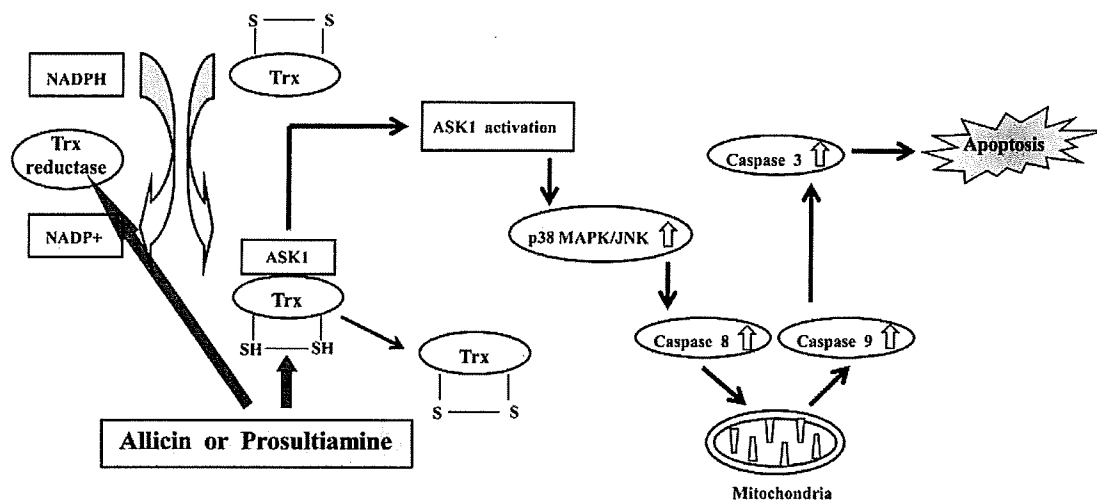 S S
Trx
NADPH
Trx
reductase
NADP+
ASK1
Trx
SH SH
Allicin or Prosultiamine
Trx
S S
ASK1 activation
p38 MAPK/JNK
Caspase 8
Mitochondria
Caspase 9
Caspase 3
Apoptosis